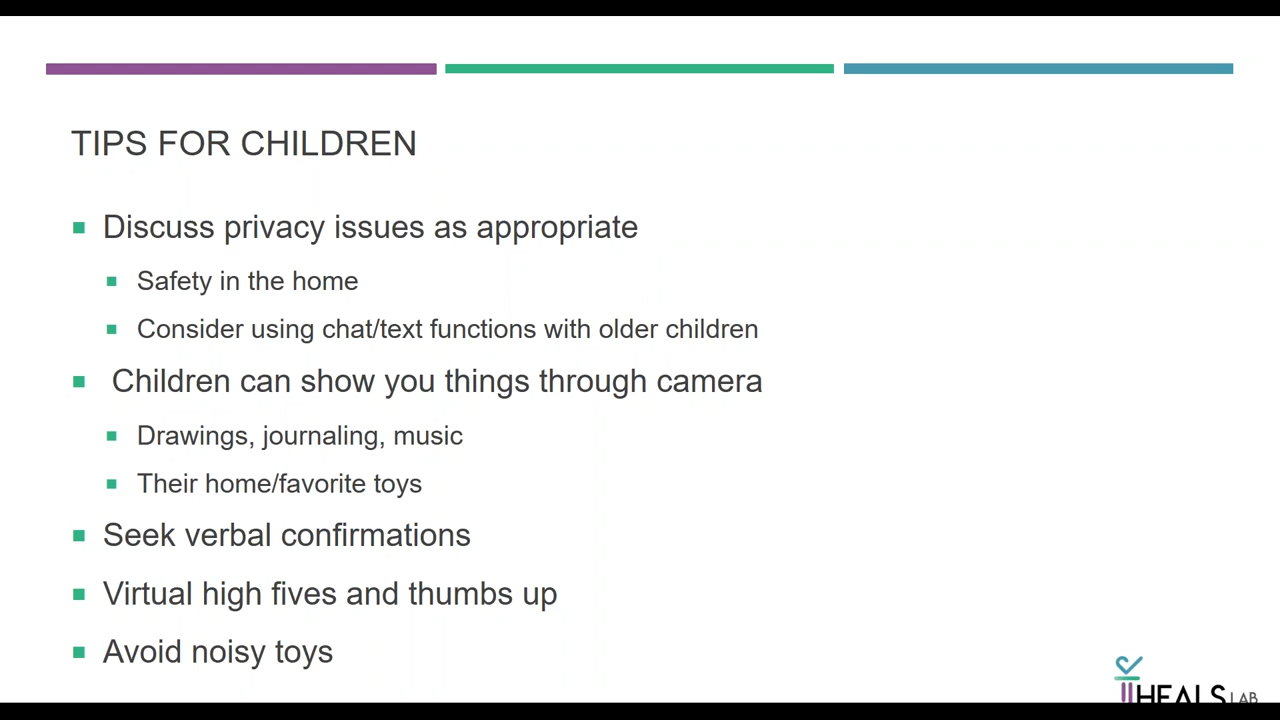 TIPS FOR CHILDREN
Discuss privacy issues as appropriate
Safety in the home
Consider using chat/text functions with older children
Children can show you things through camera
Drawings, journaling, music
Their home/favorite toys
Seek verbal confirmations
Virtual high fives and thumbs up
Avoid noisy toys
HEALS LAB